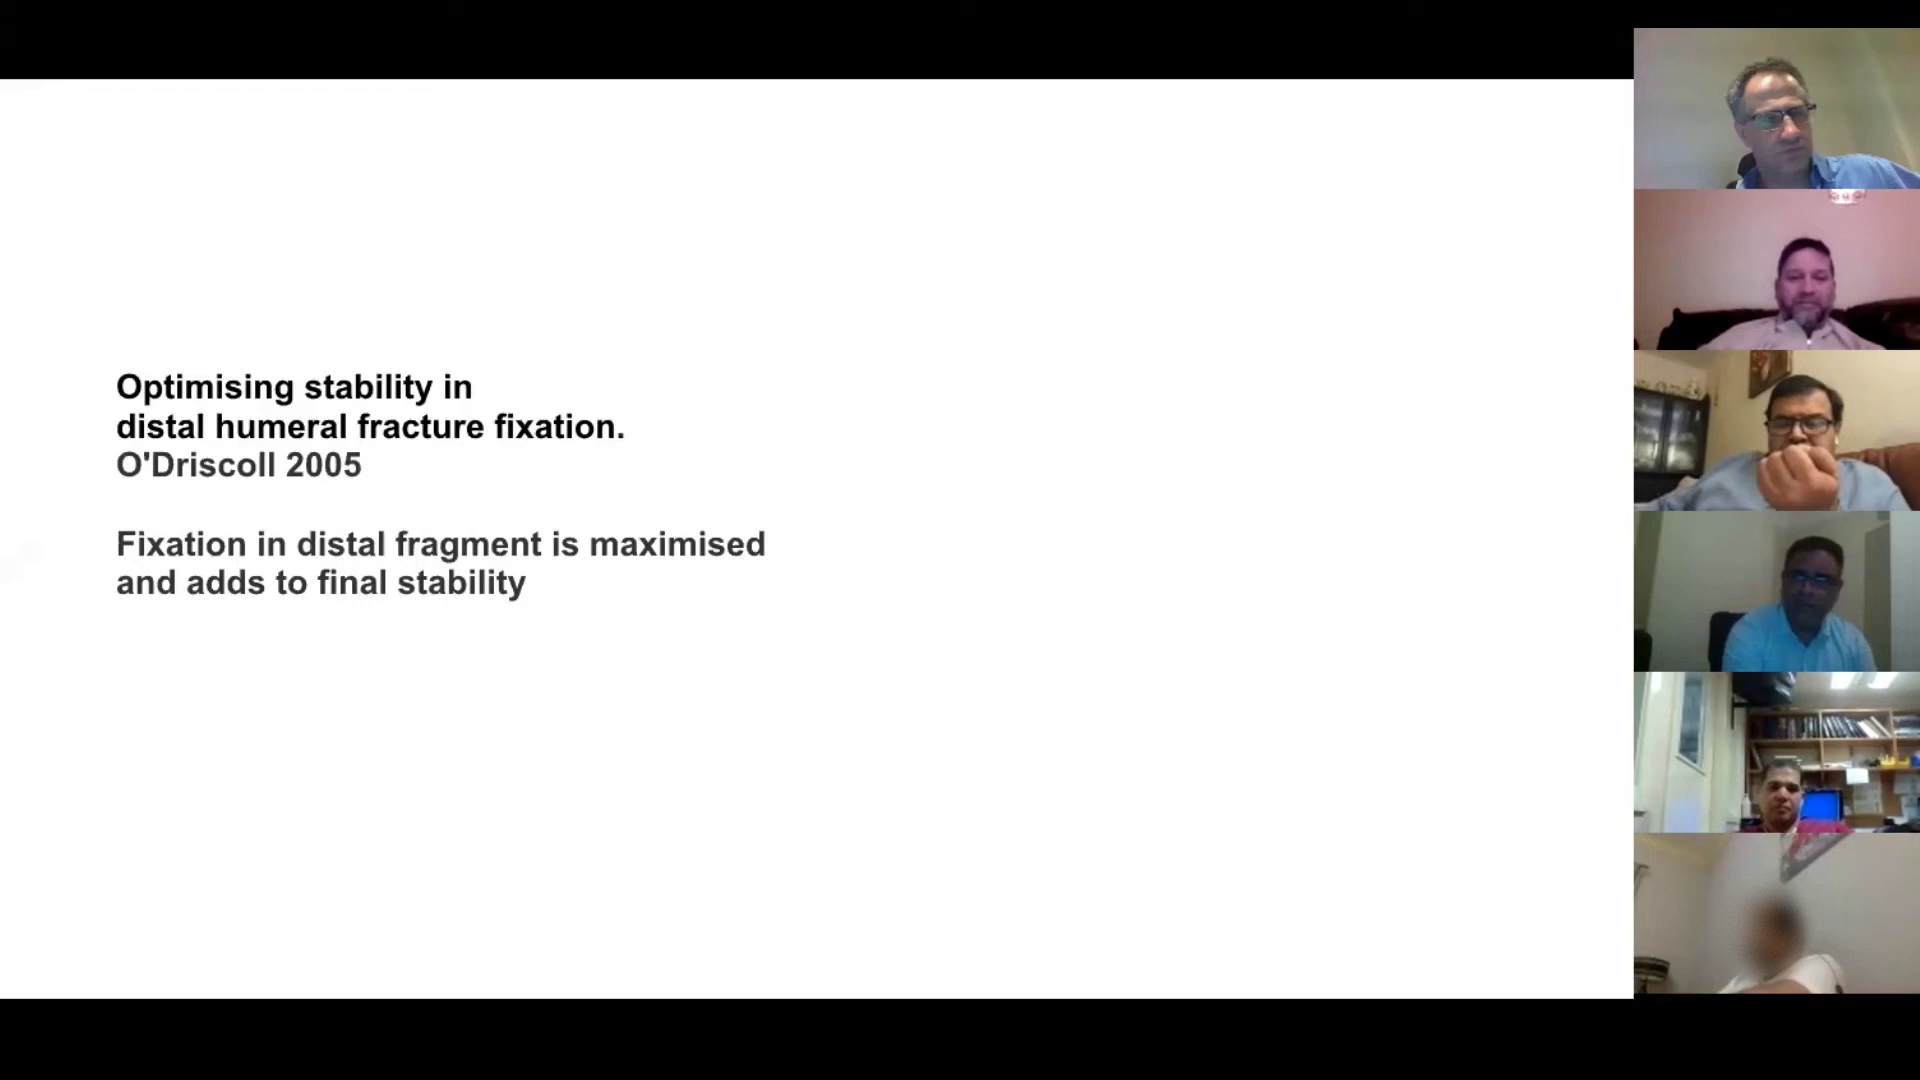 Optimising stability in
distal humeral fracture fixation.
O'Driscoll 2005
Fixation in distal fragment is maximised
and adds to final stability